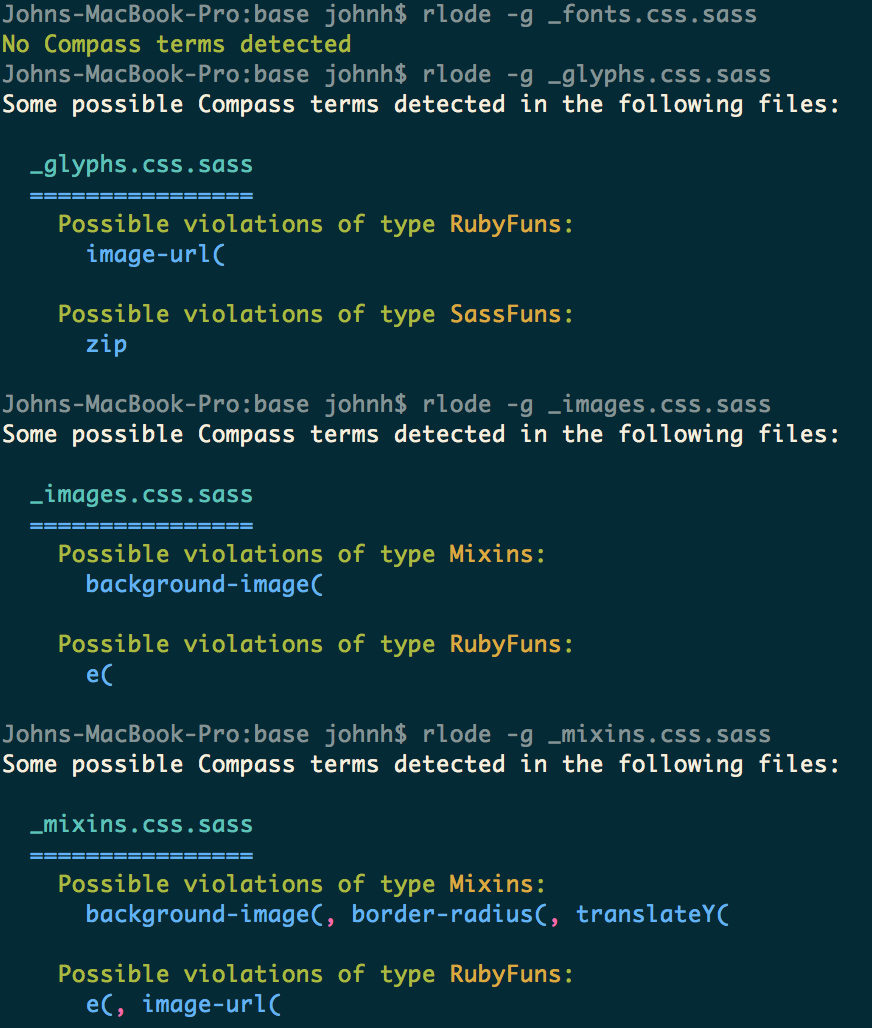 Johns-MacBook-Pro:base johnh$ rlode -g _fonts.css.sass
No Compass terms detected
Johns-MacBook-Pro:base johnh$ rlode -g _glyphs.css.sass
Some possible Compass terms detected in the following files:
_glyphs.css.sass
================
Possible violations of type RubyFuns:
image-url(
Possible violations of type SassFuns:
zip
Johns-MacBook-Pro:base johnh$ rlode -g _images.css.sass
Some possible Compass terms detected in the following files:
_images.css.sass
================
Possible violations of type Mixins:
background-image(
Possible violations of type RubyFuns:
e(
Johns-MacBook-Pro:base johnh$ rlode -g _mixins.css.sass
Some possible Compass terms detected in the following files:
_mixins.css.sass
================
Possible violations of type Mixins:
background-image(, border-radius(, translateY(
Possible violations of type RubyFuns:
e(, image-url(